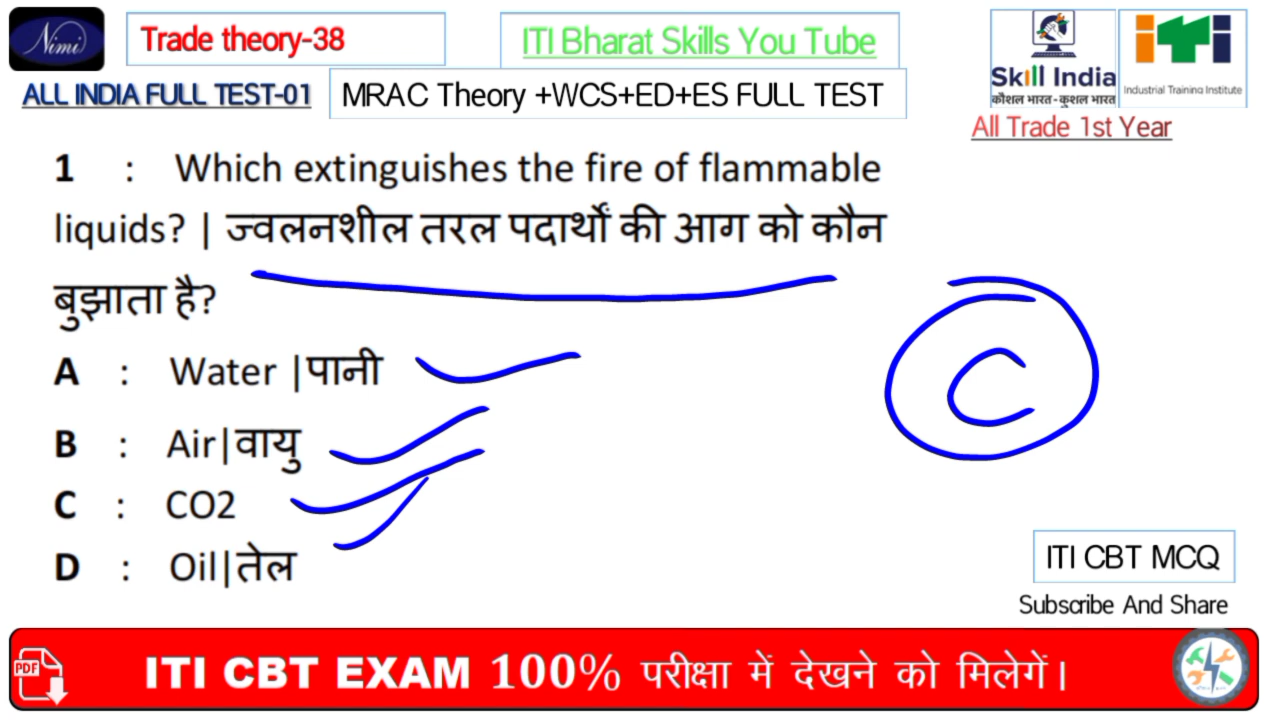 Nimi
Trade theory-38
ITI Bharat Skills You Tube
Skill India
कौशल भारत-कुशल भारत
iTi
Industrial Training Institute
ALL INDIA FULL TEST-01
MRAC Theory +WCS+ED+ES FULL TEST
All Trade 1st Year
1 : Which extinguishes the fire of flammable
liquids? | ज्वलनशील तरल पदार्थों की आग को कौन
बुझाता है?
A : Water |पानी
B : Air|वायु
C : CO2
D : Oil|तेल
C
ITI CBT MCQ
Subscribe And Share
PDF
ITI CBT EXAM 100% परीक्षा में देखने को मिलेगें।